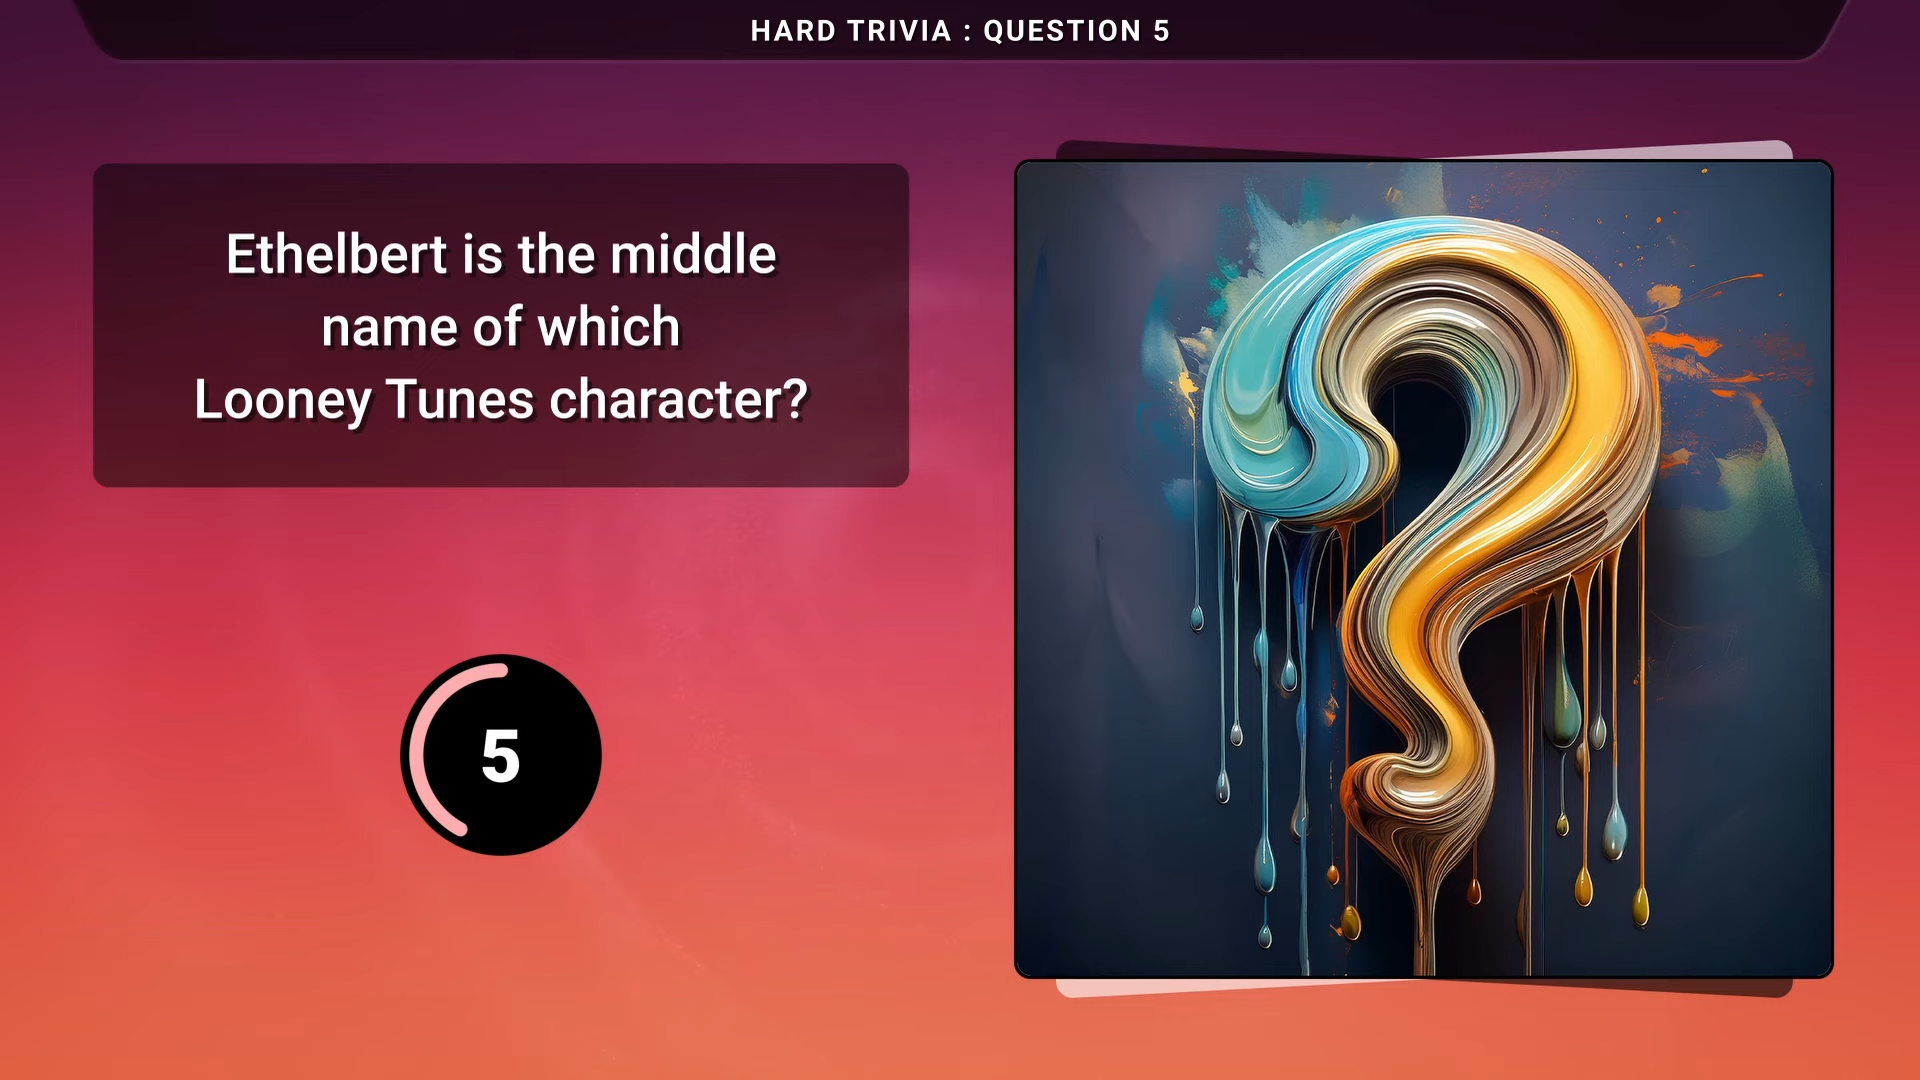 HARD TRIVIA : QUESTION 5
Ethelbert is the middle
name of which
Looney Tunes character?
5